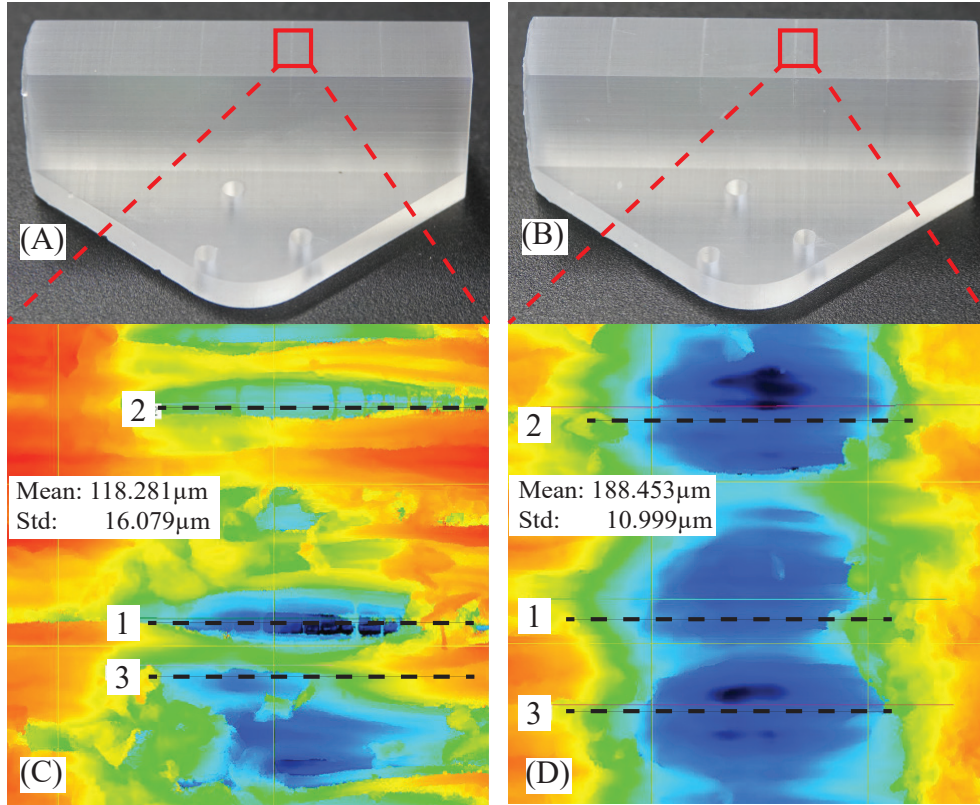 (A)
(B)
2
Mean: 118.281µm
Std: 16.079µm
1
3
(C)
2
Mean: 188.453µm
Std: 10.999µm
1
3
(D)